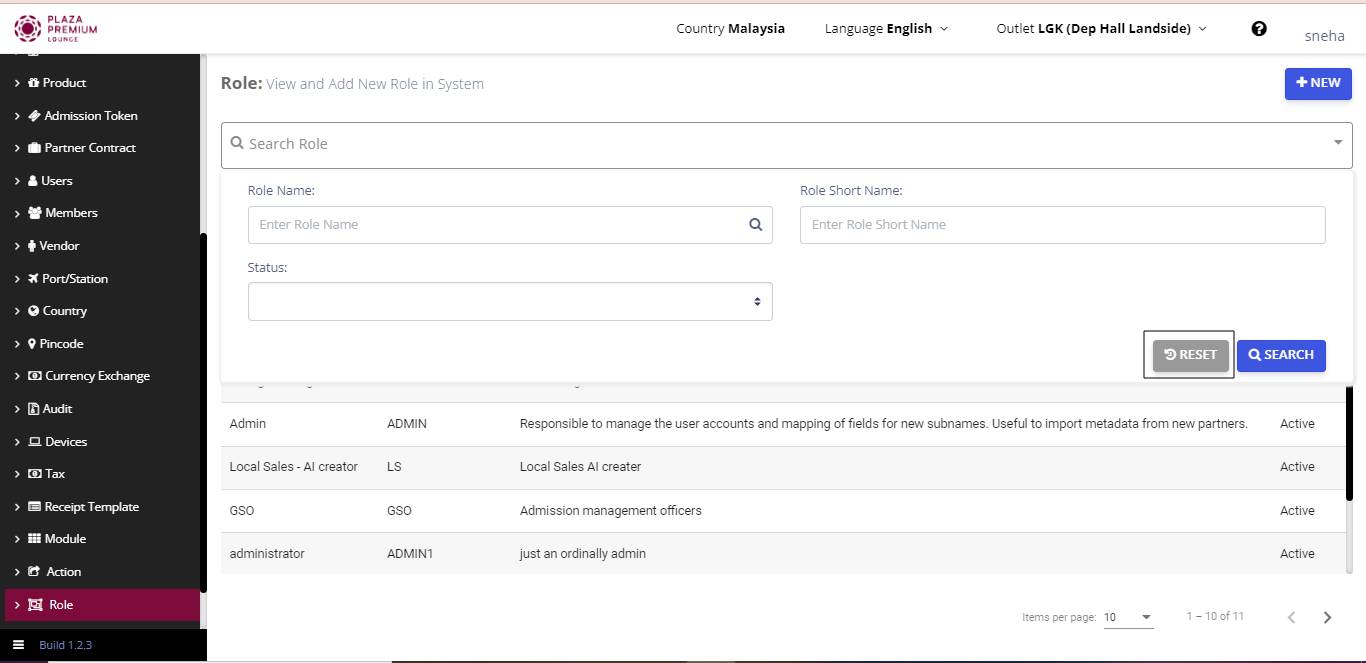 PLAZA
PREMIUM
LOUNGE
Country Malaysia
Language English
Outlet LGK (Dep Hall Landside)
sneha
Product
Admission Token
Partner Contract
Users
Members
Vendor
Port/Station
Country
Pincode
Currency Exchange
Audit
Devices
Tax
Receipt Template
Module
Action
Role
Build 1.2.3
Role: View and Add New Role in System
NEW
Search Role
Role Name:
Role Short Name:
Enter Role Name
Enter Role Short Name
Status:
RESET
SEARCH
Admin ADMIN Responsible to manage the user accounts and mapping of fields for new subnames. Useful to import metadata from new partners. Active
Local Sales - AI creator LS Local Sales AI creater Active
GSO GSO Admission management officers Active
administrator ADMIN1 just an ordinally admin Active
Items per page: 10 1 – 10 of 11